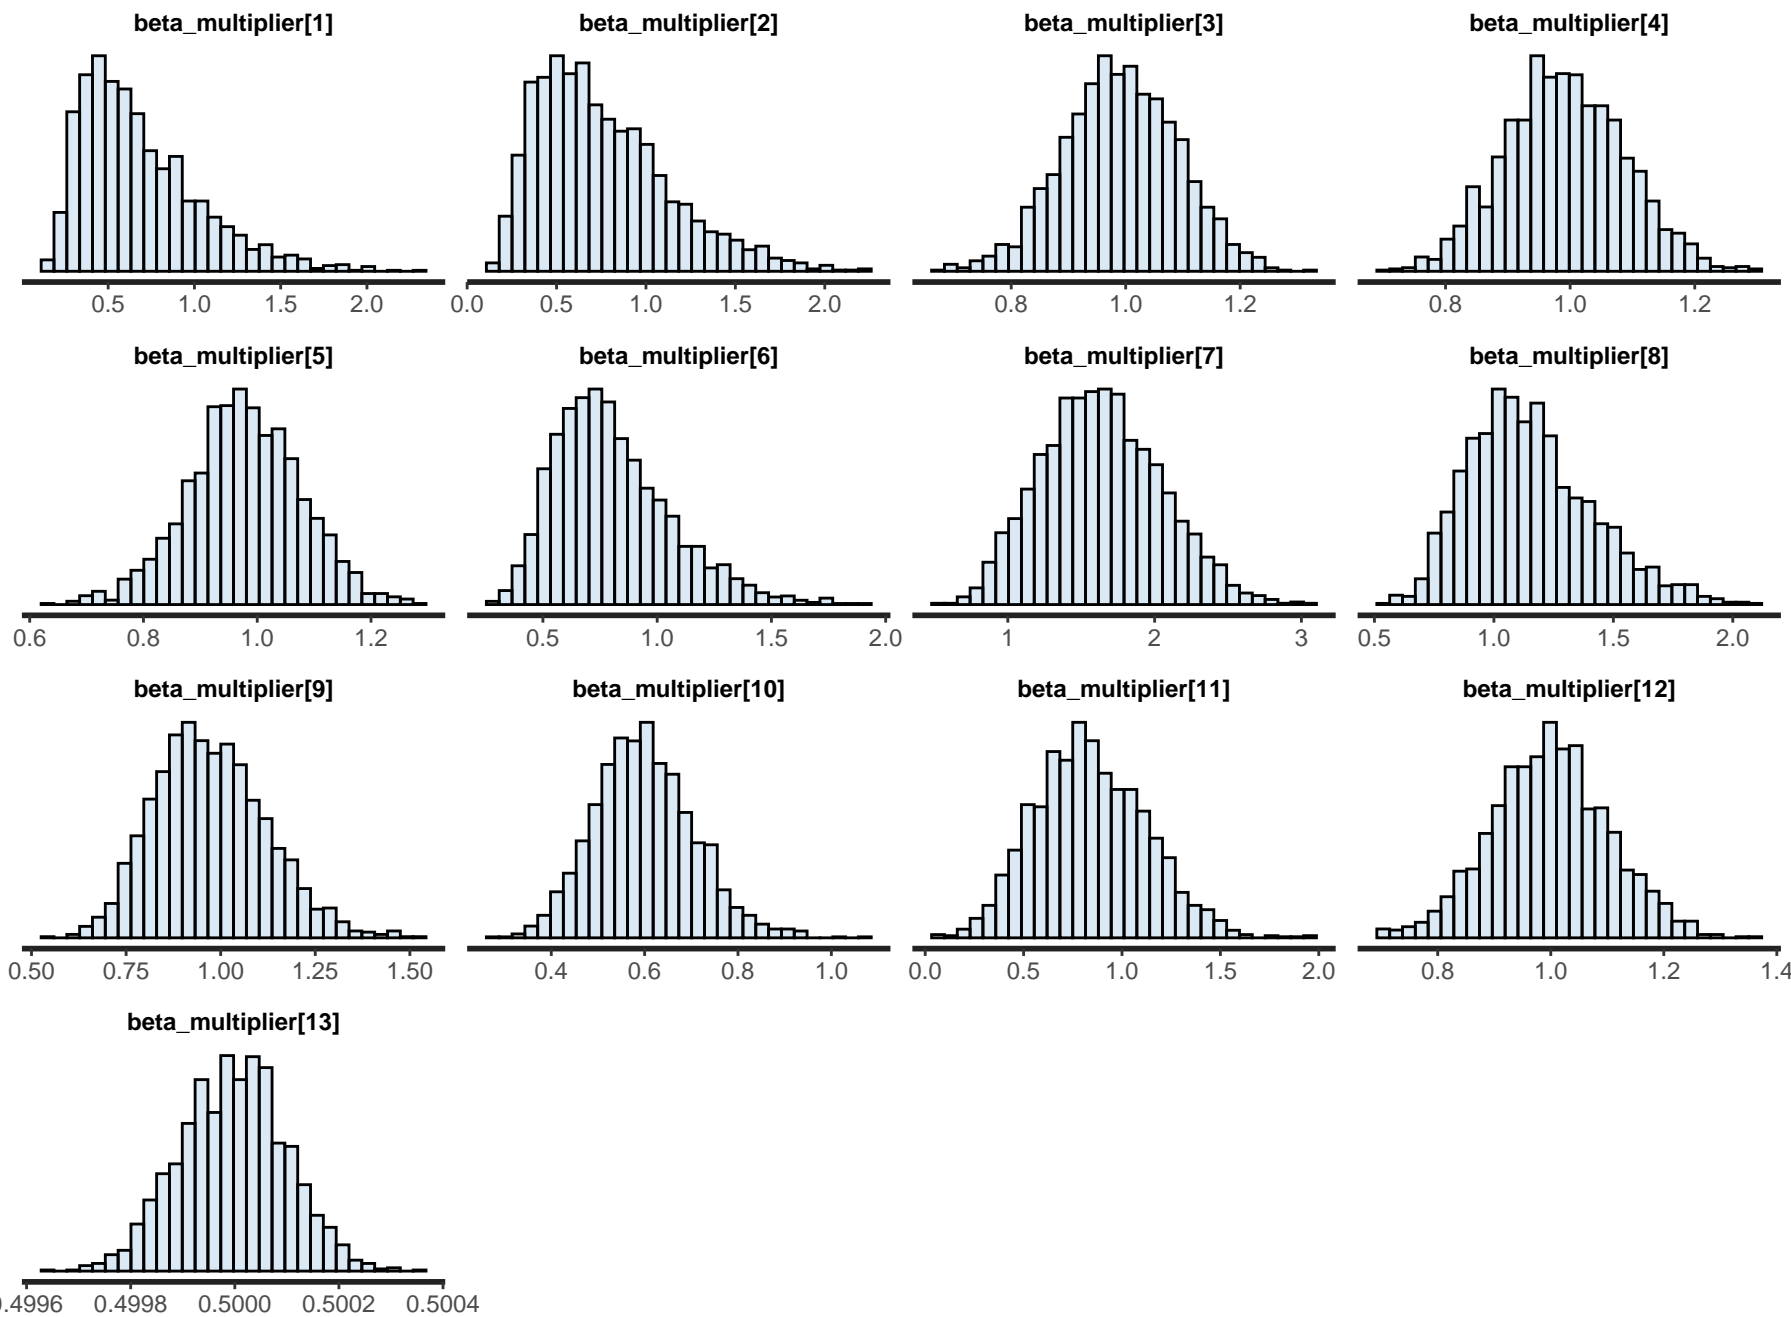 beta_multiplier[1] beta_multiplier[2] beta_multiplier[3] beta_multiplier[4]
0.5 1.0 1.5 2.0 0.0 0.5 1.0 1.5 2.0 0.8 1.0 1.2 0.8 1.0 1.2
beta_multiplier[5] beta_multiplier[6] beta_multiplier[7] beta_multiplier[8]
0.6 0.8 1.0 1.2 0.5 1.0 1.5 2.0 1 2 3 0.5 1.0 1.5 2.0
beta_multiplier[9] beta_multiplier[10] beta_multiplier[11] beta_multiplier[12]
0.50 0.75 1.00 1.25 1.50 0.4 0.6 0.8 1.0 0.0 0.5 1.0 1.5 2.0 0.8 1.0 1.2 1.4
beta_multiplier[13]
.4996 0.4998 0.5000 0.5002 0.5004